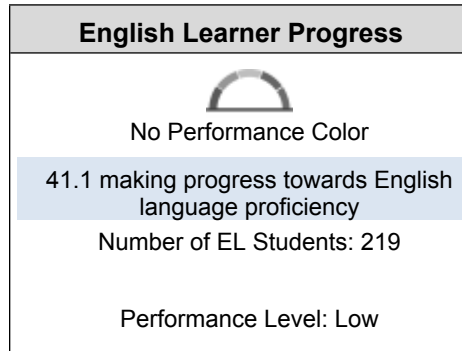 English Learner Progress
No Performance Color
41.1 making progress towards English
language proficiency
Number of EL Students: 219
Performance Level: Low